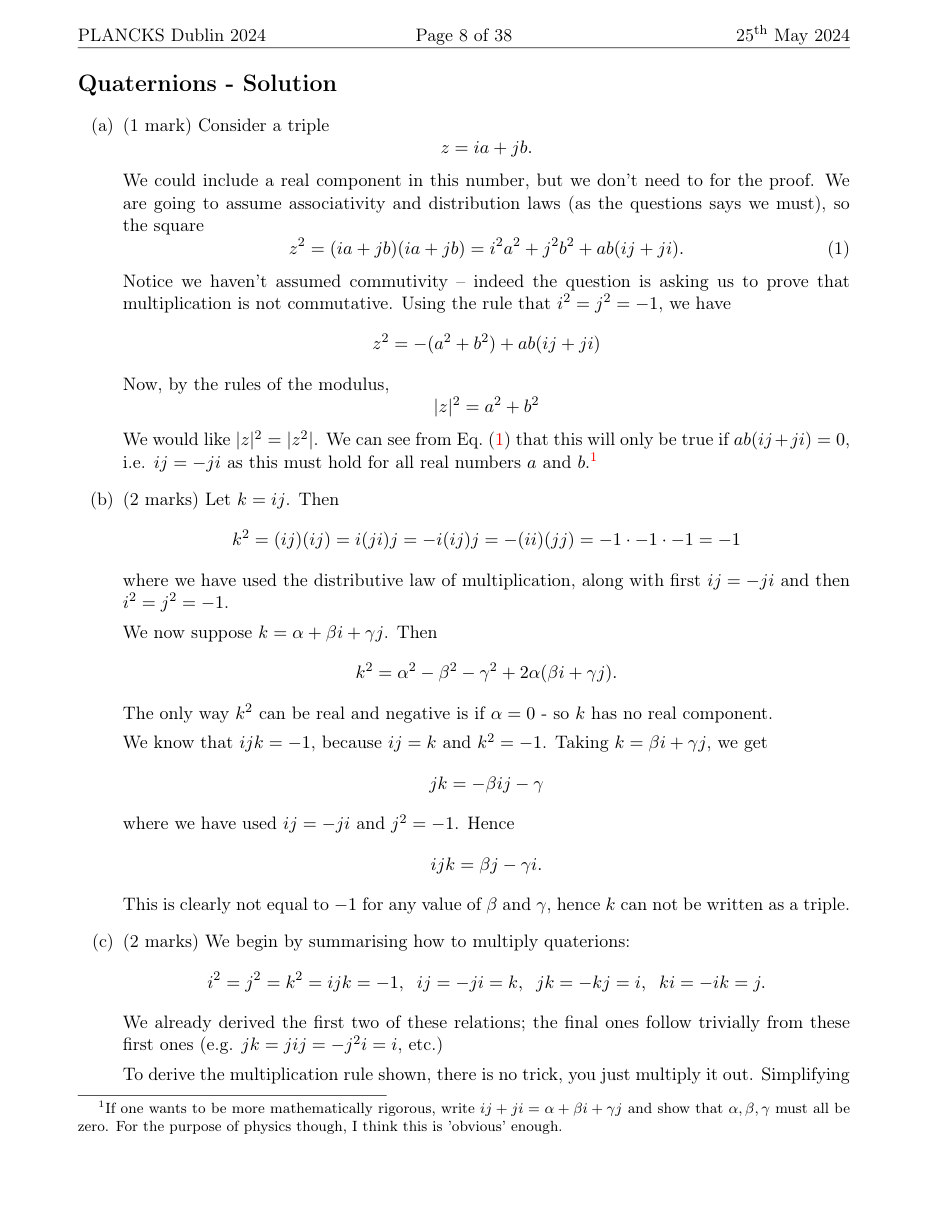 PLANCKS Dublin 2024 Page 8 of 38 25th May 2024
Quaternions - Solution
(a) (1 mark) Consider a triple
z = ia + jb.
We could include a real component in this number, but we don't need to for the proof. We
are going to assume associativity and distribution laws (as the questions says we must), so
the square
z² = (ia + jb)(ia + jb) = i²a² + j²b² + ab(ij + ji). (1)
Notice we haven't assumed commutivity – indeed the question is asking us to prove that
multiplication is not commutative. Using the rule that i² = j² = −1, we have
z² = −(a² + b²) + ab(ij + ji)
Now, by the rules of the modulus,
|z|² = a² + b²
We would like |z|² = |z²|. We can see from Eq. (1) that this will only be true if ab(ij + ji) = 0,
i.e. ij = −ji as this must hold for all real numbers a and b.¹
(b) (2 marks) Let k = ij. Then
k² = (ij)(ij) = i(ji)j = −i(ij)j = −(ii)(jj) = −1 · −1 · −1 = −1
where we have used the distributive law of multiplication, along with first ij = −ji and then
i² = j² = −1.
We now suppose k = α + βi + γj. Then
k² = α² − β² − γ² + 2α(βi + γj).
The only way k² can be real and negative is if α = 0 - so k has no real component.
We know that ijk = −1, because ij = k and k² = −1. Taking k = βi + γj, we get
jk = −βij − γ
where we have used ij = −ji and j² = −1. Hence
ijk = βj − γi.
This is clearly not equal to −1 for any value of β and γ, hence k can not be written as a triple.
(c) (2 marks) We begin by summarising how to multiply quaterions:
i² = j² = k² = ijk = −1, ij = −ji = k, jk = −kj = i, ki = −ik = j.
We already derived the first two of these relations; the final ones follow trivially from these
first ones (e.g. jk = jij = −j²i = i, etc.)
To derive the multiplication rule shown, there is no trick, you just multiply it out. Simplifying
¹If one wants to be more mathematically rigorous, write ij + ji = α + βi + γj and show that α, β, γ must all be
zero. For the purpose of physics though, I think this is 'obvious' enough.